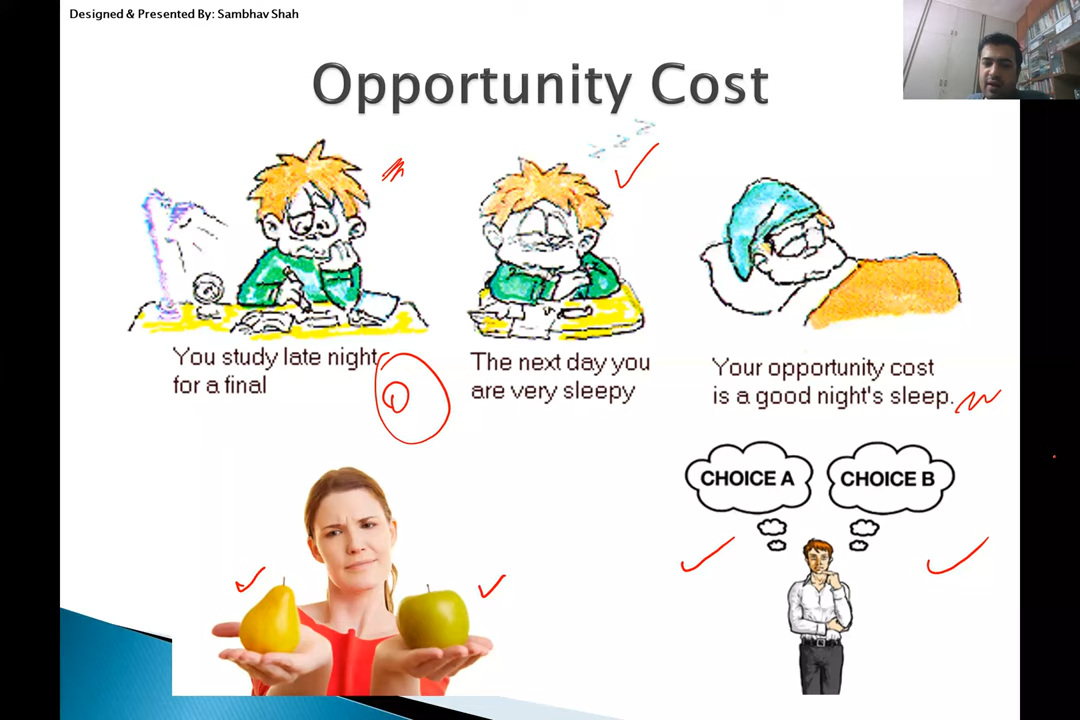 Designed & Presented By: Sambhav Shah
Opportunity Cost
z z z
You study late night
for a final
The next day you
are very sleepy
Your opportunity cost
is a good night's sleep.
CHOICE A
CHOICE B